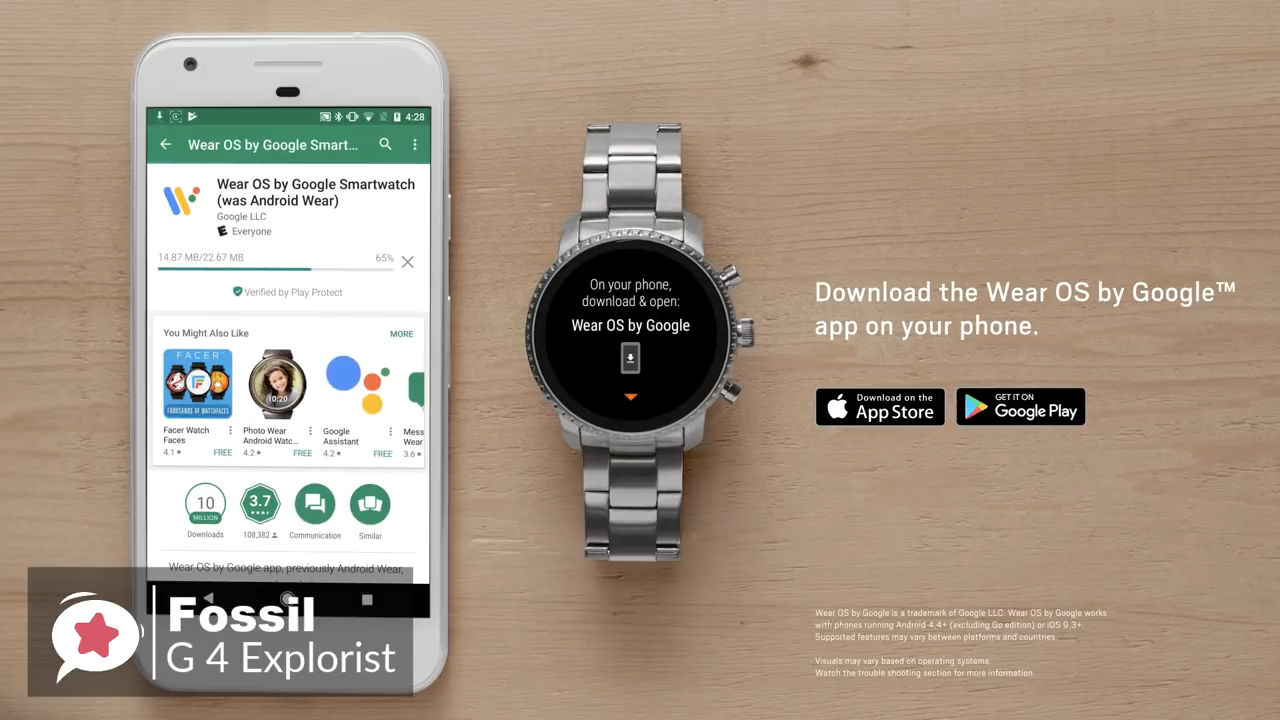 4:28
Wear OS by Google Smart...
Wear OS by Google Smartwatch
(was Android Wear)
Google LLC
E Everyone
14.87 MB/22.67 MB
65%
Verified by Play Protect
You Might Also Like
MORE
FACER
THOUSANDS OF WATCHFACES
10:20
Facer Watch
Faces
4.1
FREE
Photo Wear
Android Watc...
4.2
FREE
Google
Assistant
4.2
FREE
Mess
Wear
3.6
10
MILLION
Downloads
3.7
108,382
Communication
Similar
Wear OS by Google app, previously Android Wear,
Fossil
G 4 Explorist
On your phone,
download & open:
Wear OS by Google
Download the Wear OS by Google™
app on your phone.
Download on the
App Store
GET IT ON
Google Play
Wear OS by Google is a trademark of Google LLC. Wear OS by Google works
with phones running Android 4.4+ (excluding Go edition) or iOS 9.3+.
Supported features may vary between platforms and countries.
Visuals may vary based on operating systems.
Watch the trouble shooting section for more information.